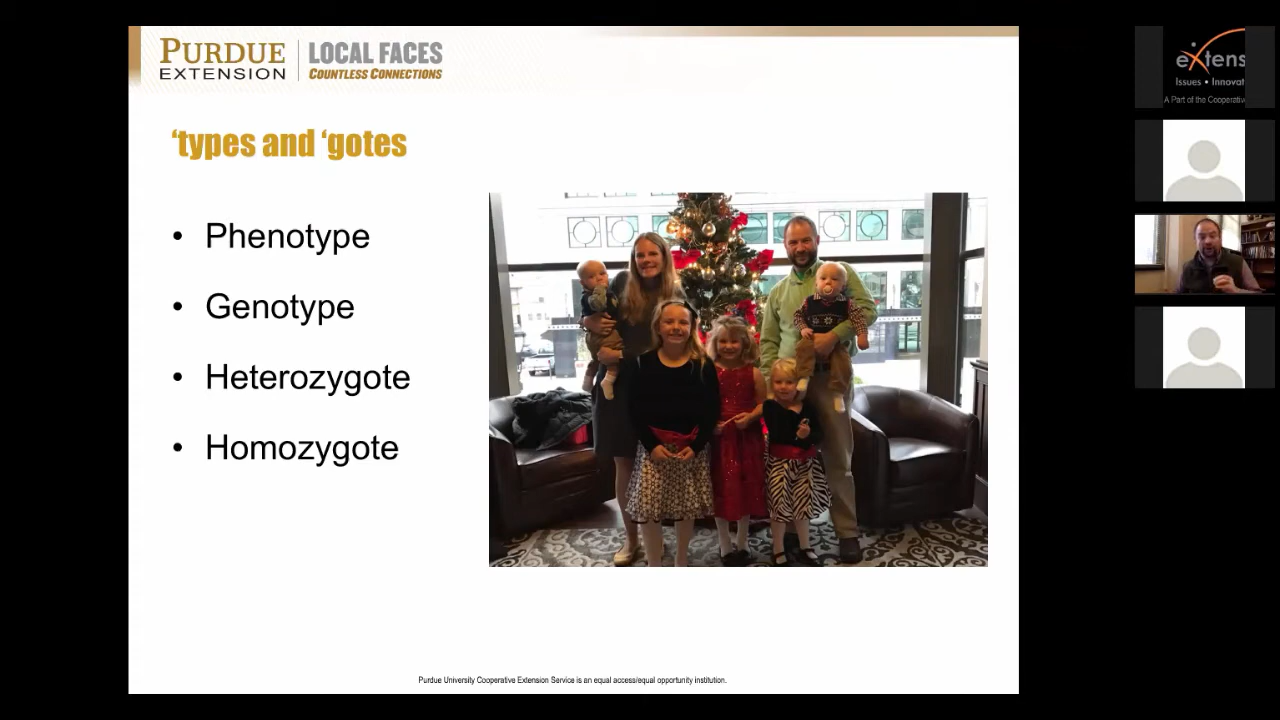 PURDUE
EXTENSION
LOCAL FACES
COUNTLESS CONNECTIONS
‘types and ‘gotes
• Phenotype
• Genotype
• Heterozygote
• Homozygote
Purdue University Cooperative Extension Service is an equal access/equal opportunity institution.
eXtens
Issues • Innovat
A Part of the Cooperativ